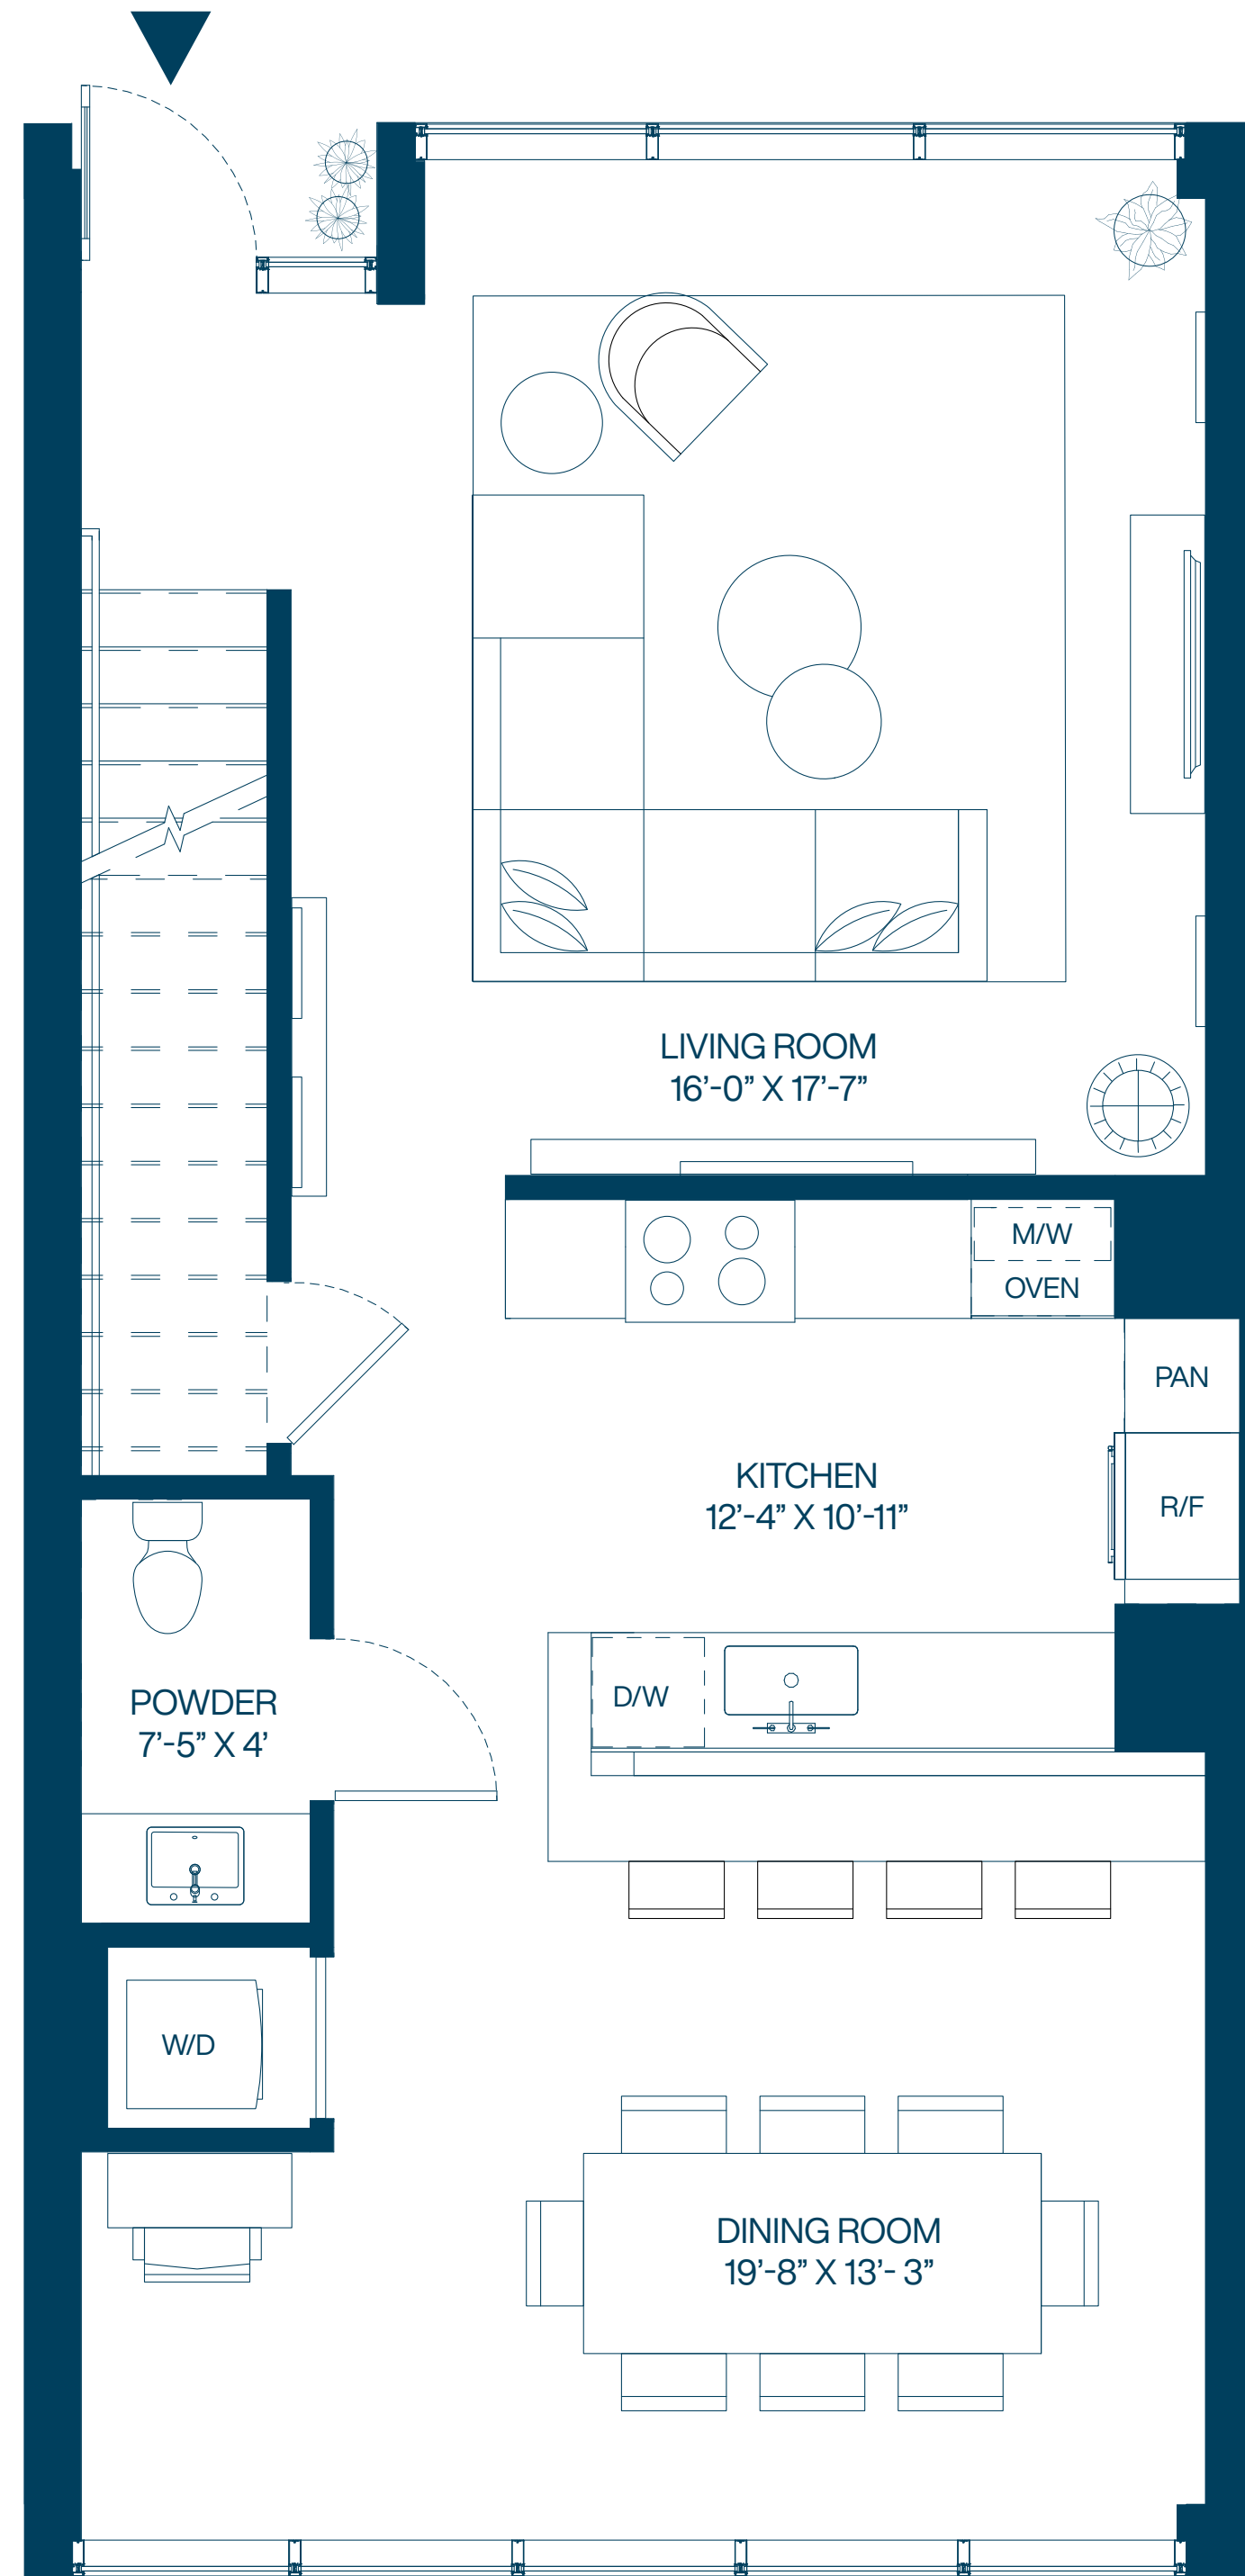 LIVING ROOM
16’-0” X 17’-7”
M/W
OVEN
PAN
KITCHEN
12’-4” X 10’-11”
R/F
D/W
POWDER
7’-5” X 4’
W/D
DINING ROOM
19’-8” X 13’- 3”